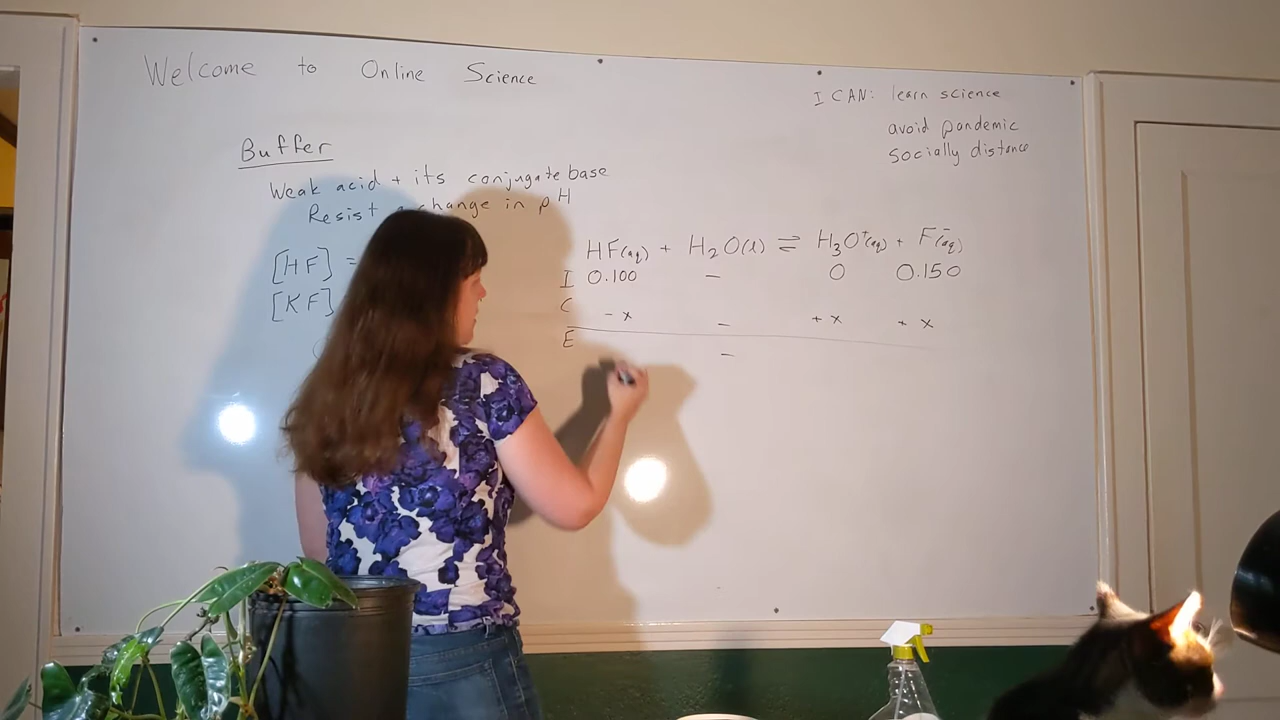 Welcome to Online Science
I CAN: learn science
avoid pandemic
socially distance
Buffer
Weak acid + its conjugate base
Resist change in pH
[HF] =
[KF]
HF(aq) + H₂O(l) ⇌ H₃O⁺(aq) + F⁻(aq)
I 0.100 – 0 0.150
C - x – + x + x
E –